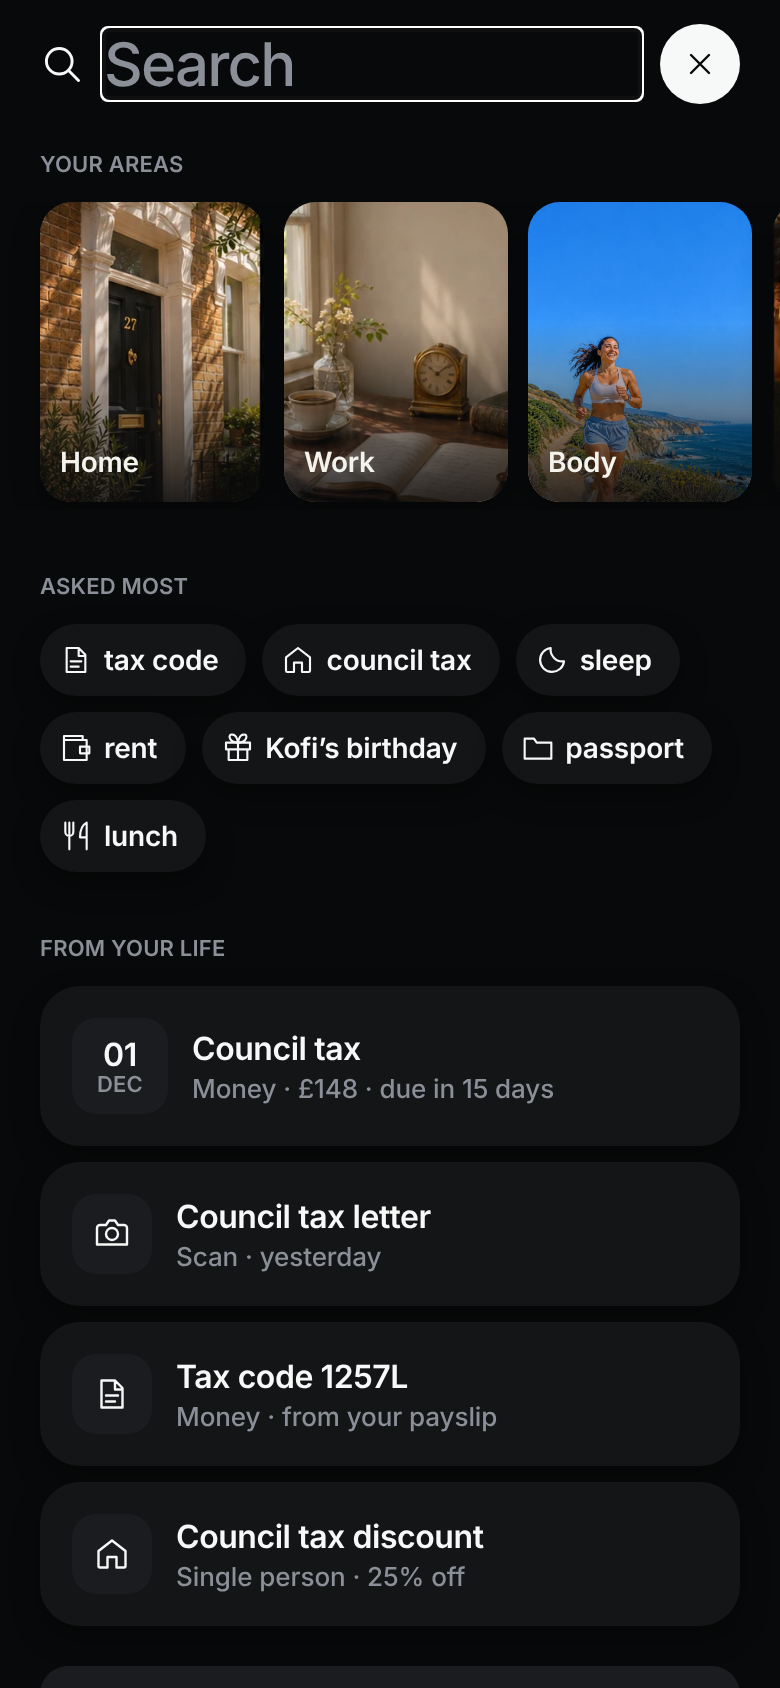 Search
YOUR AREAS
27
Home
Work
Body
ASKED MOST
tax code
council tax
sleep
rent
Kofi’s birthday
passport
lunch
FROM YOUR LIFE
01
DEC
Council tax
Money · £148 · due in 15 days
Council tax letter
Scan · yesterday
Tax code 1257L
Money · from your payslip
Council tax discount
Single person · 25% off